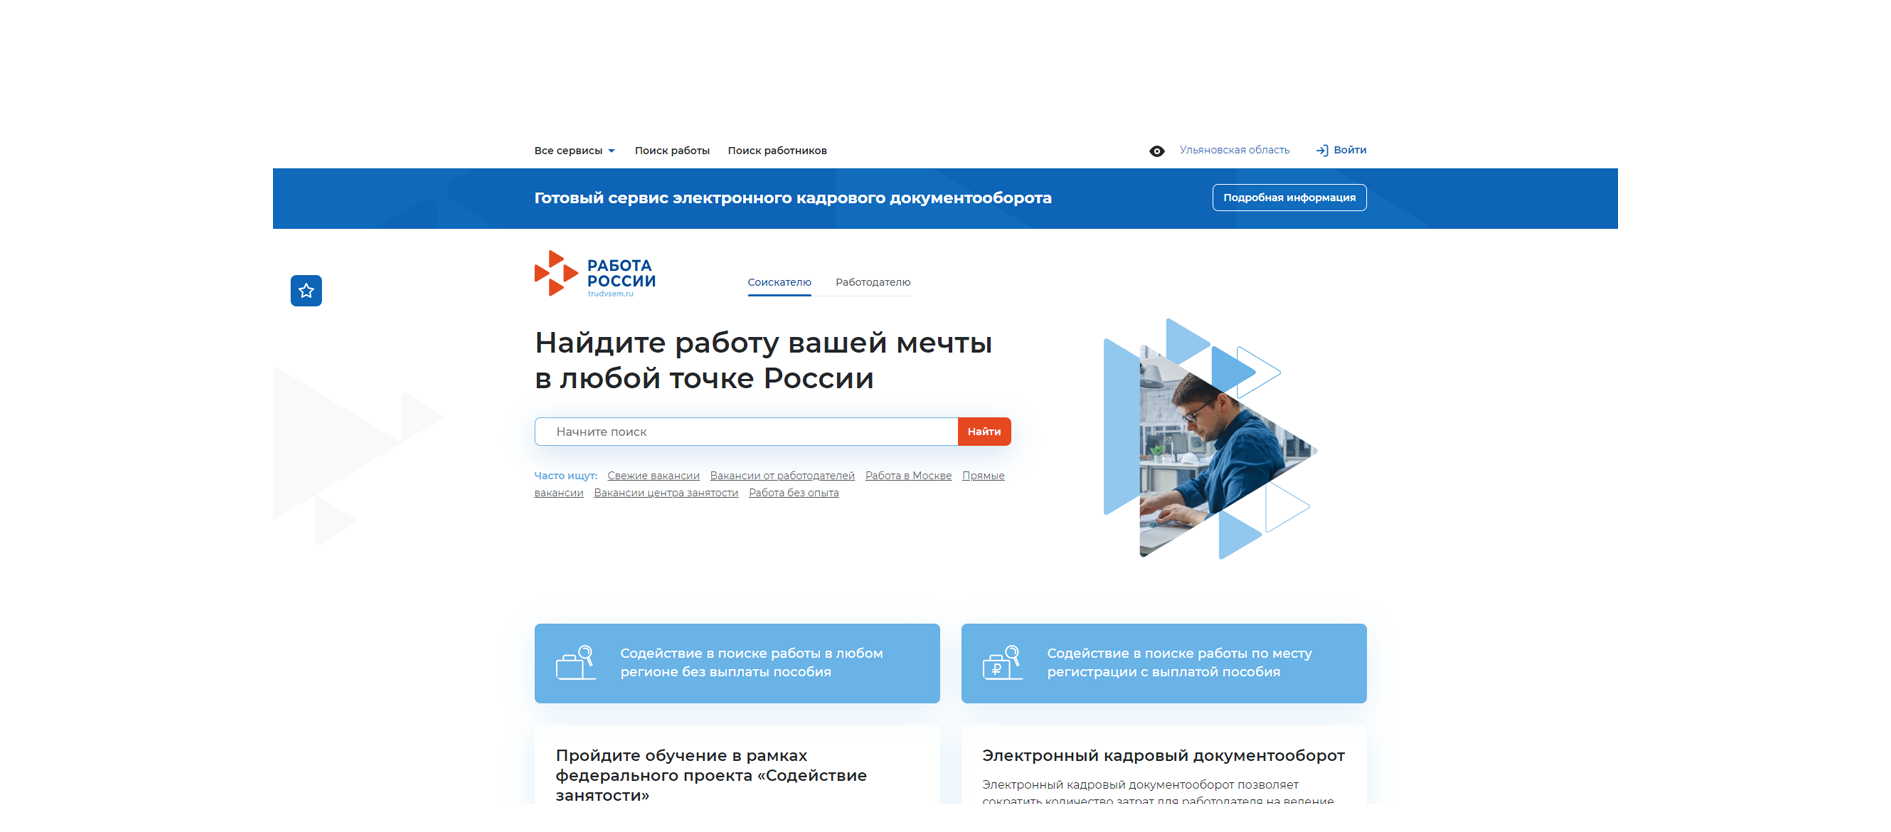 Все сервисы Поиск работы Поиск работников Ульяновская область Войти
Готовый сервис электронного кадрового документооборота Подробная информация
РАБОТА
РОССИИ
trudvsem.ru
Соискателю Работодателю
Найдите работу вашей мечты
в любой точке России
Начните поиск Найти
Часто ищут: Свежие вакансии Вакансии от работодателей Работа в Москве Прямые
вакансии Вакансии центра занятости Работа без опыта
Содействие в поиске работы в любом
регионе без выплаты пособия
Содействие в поиске работы по месту
регистрации с выплатой пособия
Пройдите обучение в рамках
федерального проекта «Содействие
занятости»
Электронный кадровый документооборот
Электронный кадровый документооборот позволяет
сократить количество затрат для работодателя на ведение